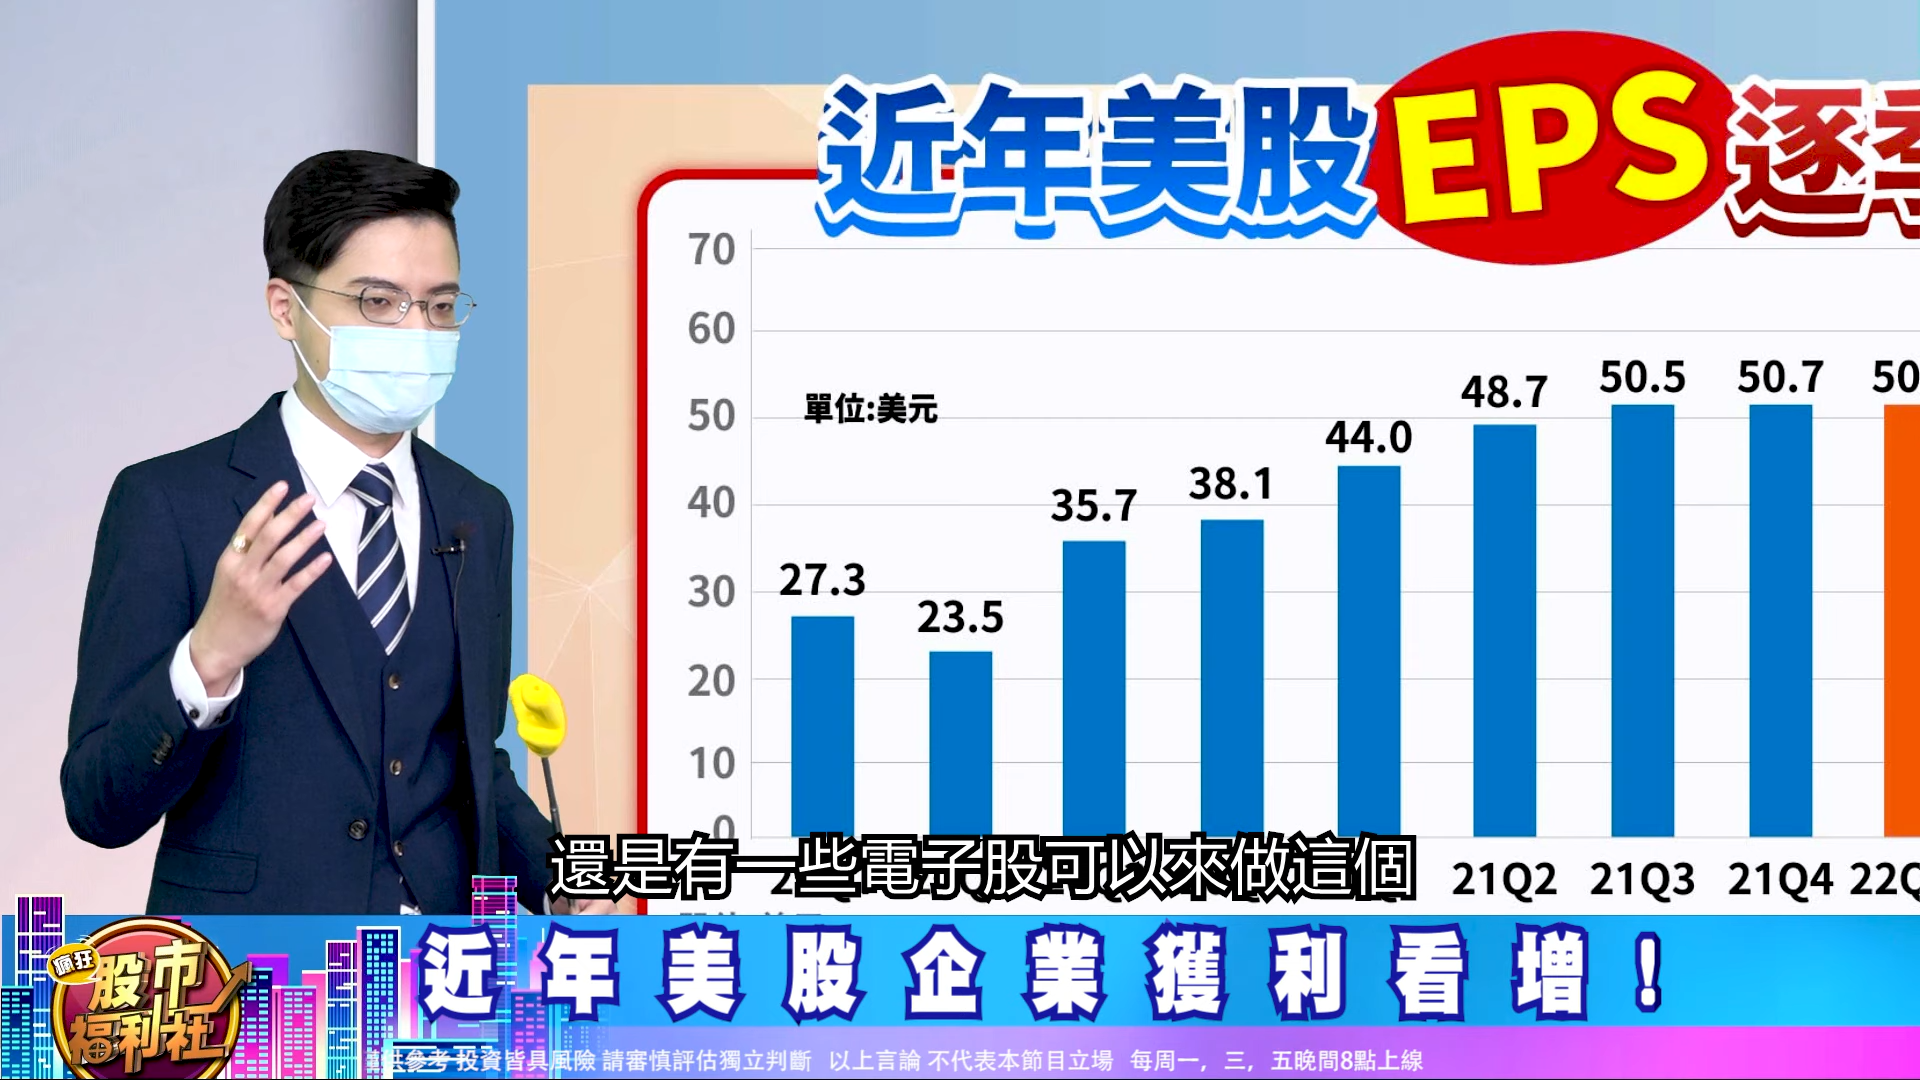 近年美股EPS逐季
70
60
單位:美元
50
40
30
20
10
0
27.3
23.5
35.7
38.1
44.0
48.7
50.5
50.7
50
21Q2 21Q3 21Q4 22Q
還是有一些電子股可以來做這個
近年美股企業獲利看增！
瘋狂
股市
福利社
供參考 投資皆具風險 請審慎評估獨立判斷 以上言論 不代表本節目立場 每周一，三，五晚間8點上線